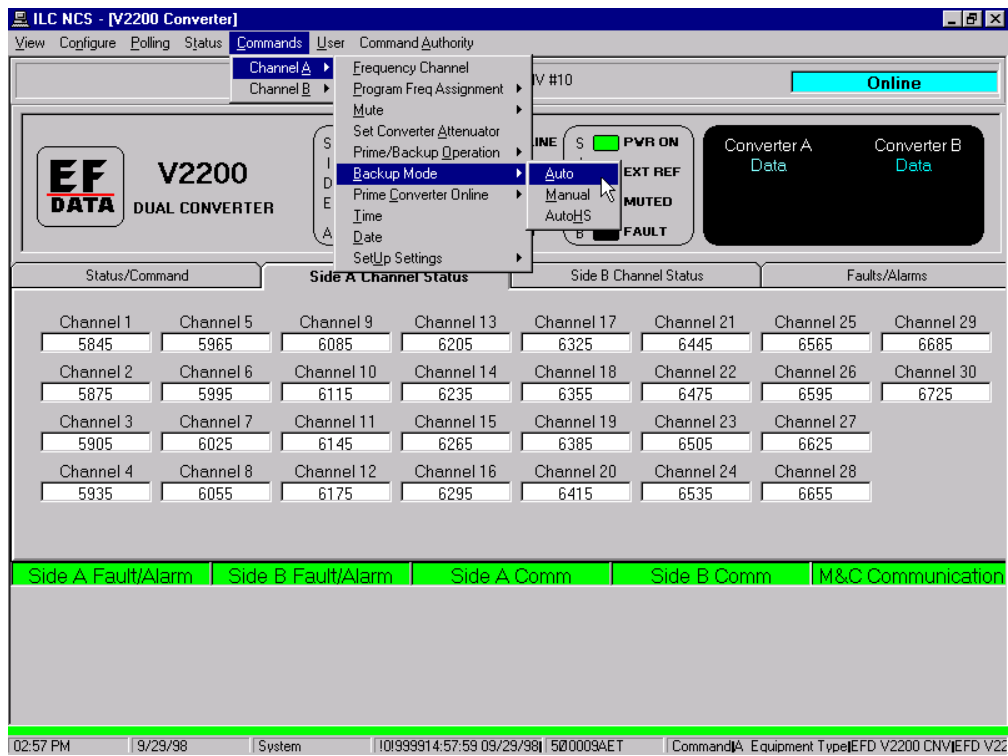 ILC NCS - [V2200 Converter]
View Configure Polling Status Commands User Command Authority
Channel A
Channel B
Frequency Channel
Program Freq Assignment
Mute
Set Converter Attenuator
Prime/Backup Operation
Backup Mode
Prime Converter Online
Time
Date
SetUp Settings
Auto
Manual
AutoHS
#10
Online
EF DATA
V2200
DUAL CONVERTER
S
I
D
E
A
S
B
PWR ON
EXT REF
MUTED
FAULT
Converter A
Data
Converter B
Data
Status/Command Side A Channel Status Side B Channel Status Faults/Alarms
Channel 1 Channel 5 Channel 9 Channel 13 Channel 17 Channel 21 Channel 25 Channel 29
5845 5965 6085 6205 6325 6445 6565 6685
Channel 2 Channel 6 Channel 10 Channel 14 Channel 18 Channel 22 Channel 26 Channel 30
5875 5995 6115 6235 6355 6475 6595 6725
Channel 3 Channel 7 Channel 11 Channel 15 Channel 19 Channel 23 Channel 27
5905 6025 6145 6265 6385 6505 6625
Channel 4 Channel 8 Channel 12 Channel 16 Channel 20 Channel 24 Channel 28
5935 6055 6175 6295 6415 6535 6655
Side A Fault/Alarm Side B Fault/Alarm Side A Comm Side B Comm M&C Communication
02:57 PM 9/29/98 System Command A Equipment Type EFD V2200 CNV EFD